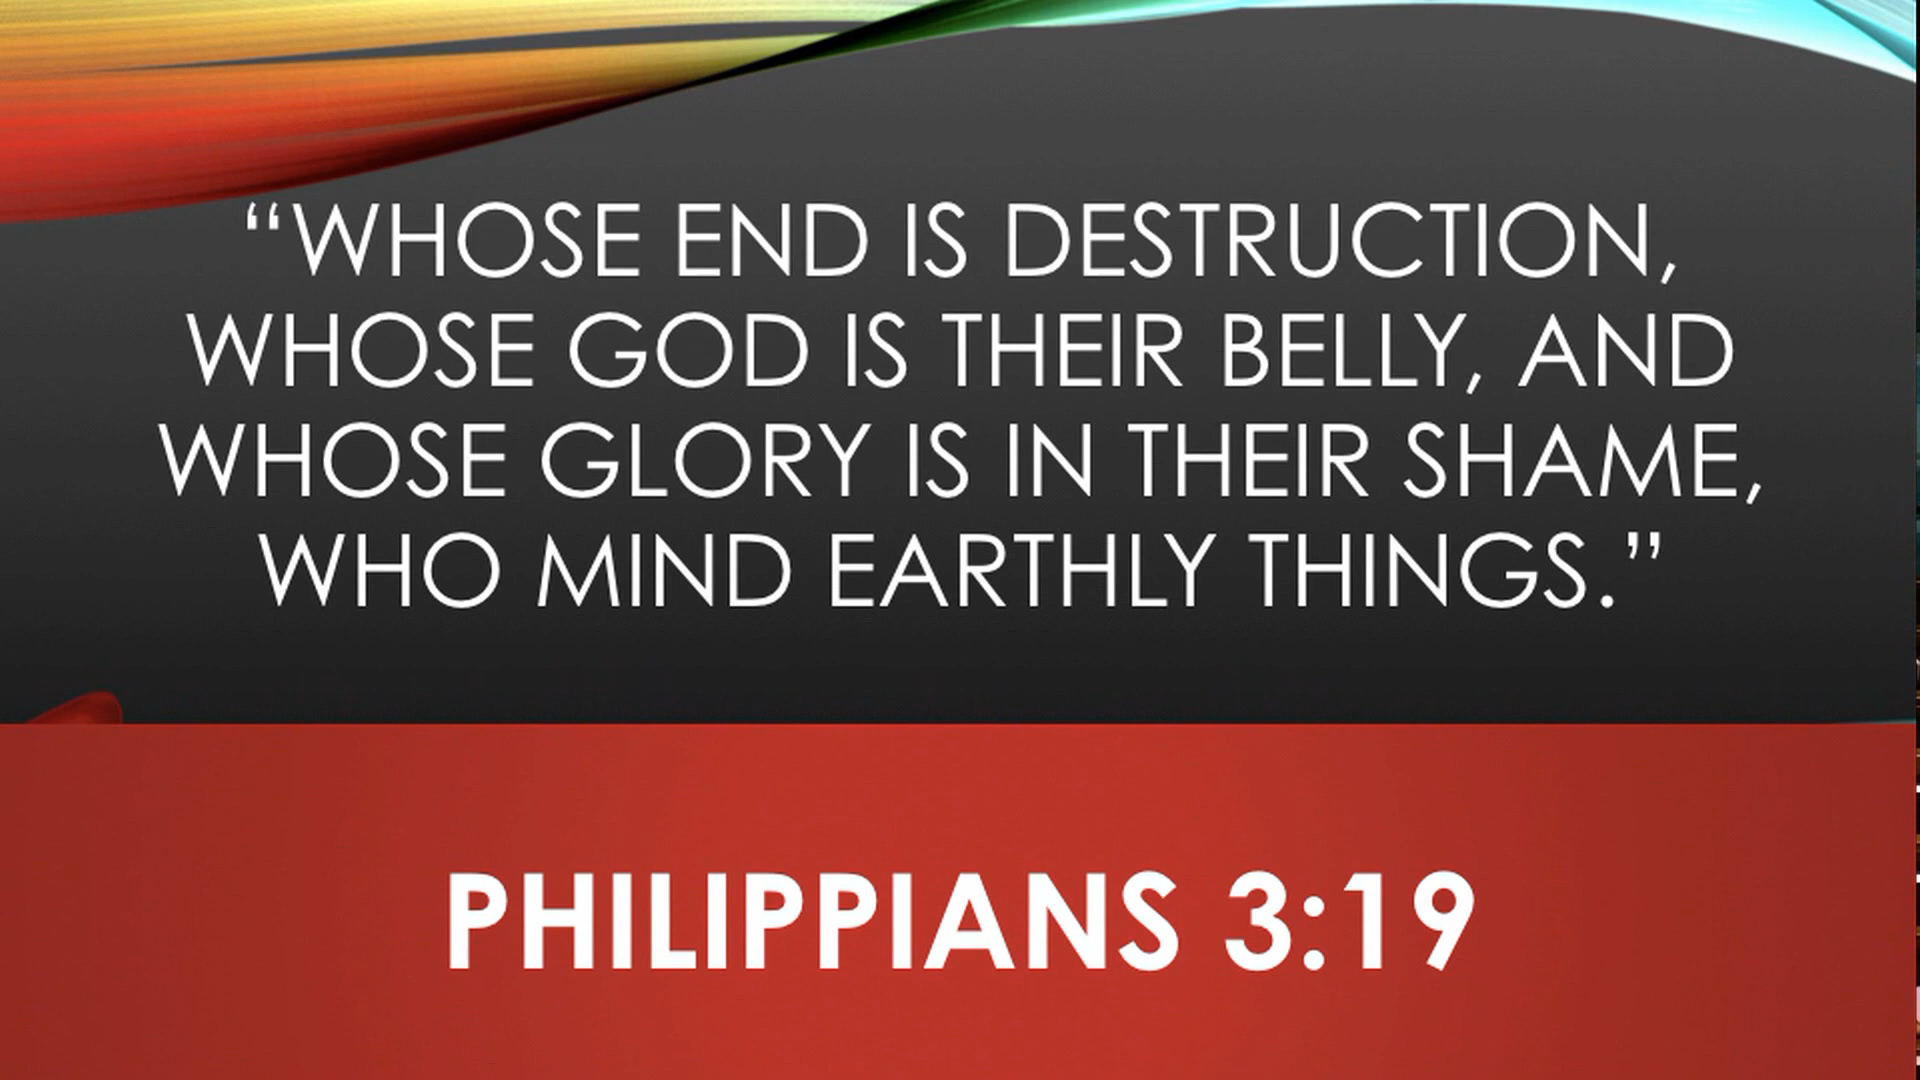 “WHOSE END IS DESTRUCTION,
WHOSE GOD IS THEIR BELLY, AND
WHOSE GLORY IS IN THEIR SHAME,
WHO MIND EARTHLY THINGS.”
PHILIPPIANS 3:19